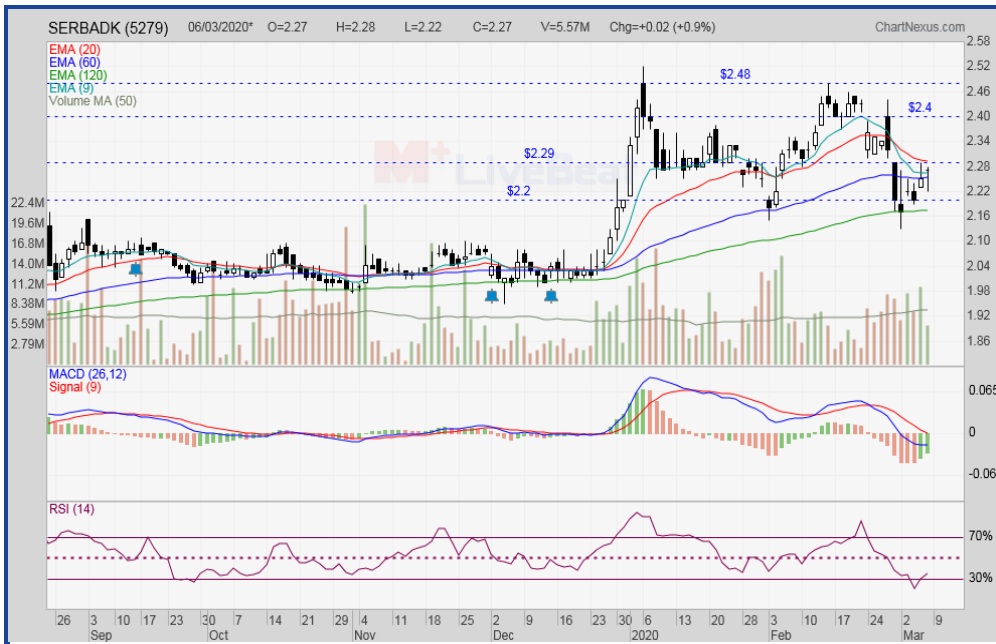 SERBADK (5279) 06/03/2020* O=2.27 H=2.28 L=2.22 C=2.27 V=5.57M Chg=+0.02 (+0.9%) ChartNexus.com
EMA (20)
EMA (60)
EMA (120)
EMA (9)
Volume MA (50)
$2.48
$2.4
$2.29
$2.2
M+
LiveBea
2.58
2.52
2.46
2.40
2.34
2.28
2.22
2.16
2.10
2.04
1.98
1.92
1.86
22.4M
19.6M
16.8M
14.0M
11.2M
8.38M
5.59M
2.79M
MACD (26,12)
Signal (9)
0.065
0
-0.06
RSI (14)
70%
30%
26 3 10 17 23 30 7 14 21 29 4 11 18 25 2 9 16 23 30 6 13 20 28 3 10 17 24 2 9
Sep Oct Nov Dec 2020 Feb Mar